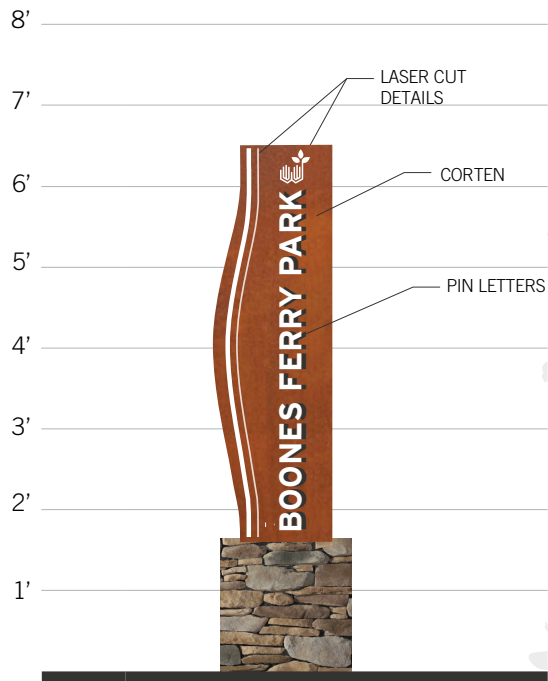 8’
LASER CUT
DETAILS
7’
CORTEN
6’
5’
PIN LETTERS
BOONES FERRY PARK
4’
3’
2’
1’